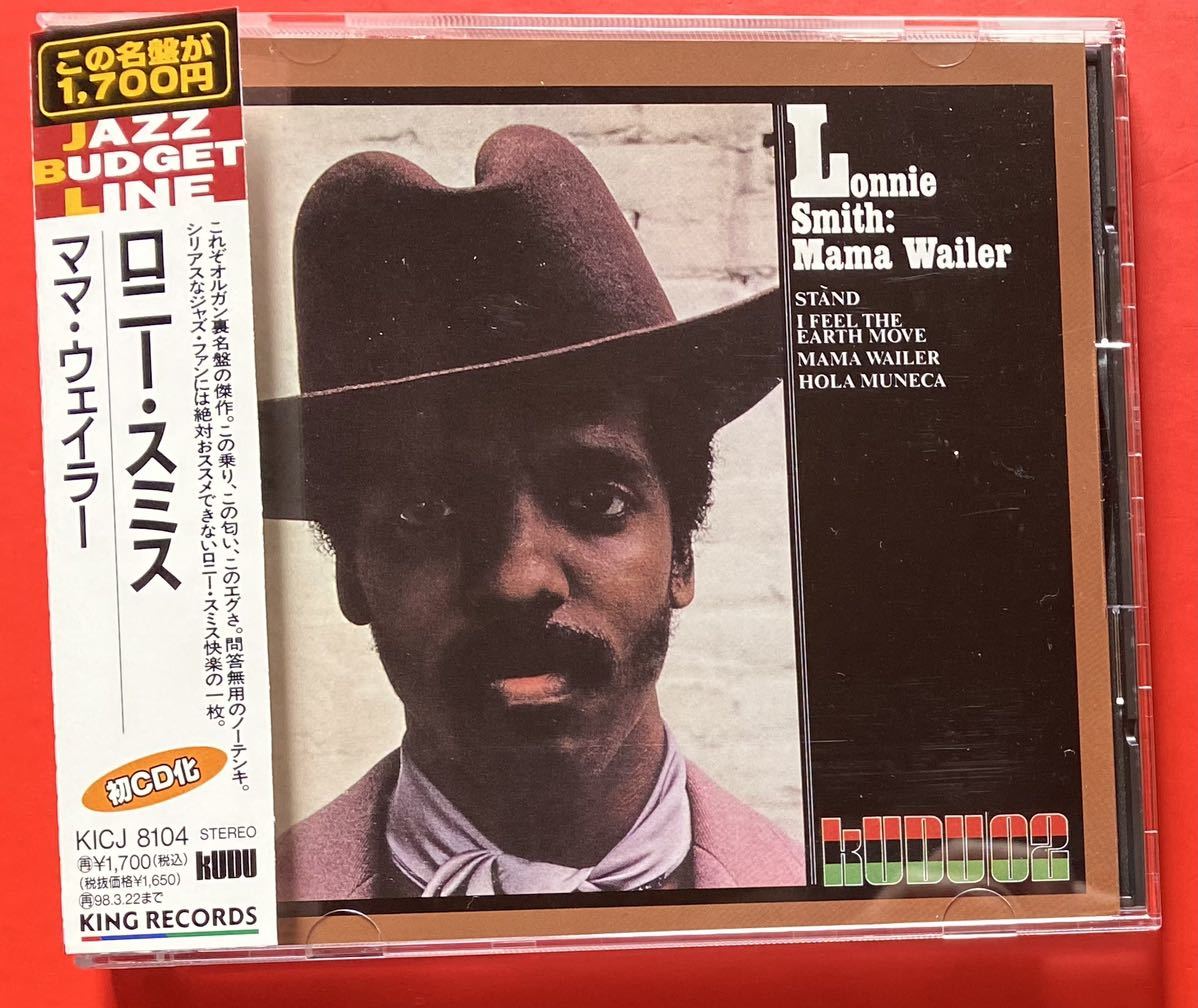 この名盤が
1,700円
JAZZ
BUDGET
LINE
ロニー・スミス
ママ・ウェイラー
これぞオルガン裏名盤の傑作。この乗り、この匂い、このエグさ。問答無用のノーテンキ。
シリアスなジャズ・ファンには絶対おススメできないロニー・スミス快楽の一枚。
初CD化
KICJ 8104 STEREO
再¥1,700(税込)
(税抜価格¥1,650)
再98.3.22まで
KUDU
KING RECORDS
Lonnie
Smith:
Mama Wailer
STÀND
I FEEL THE
EARTH MOVE
MAMA WAILER
HOLA MUNECA
KUDU/02